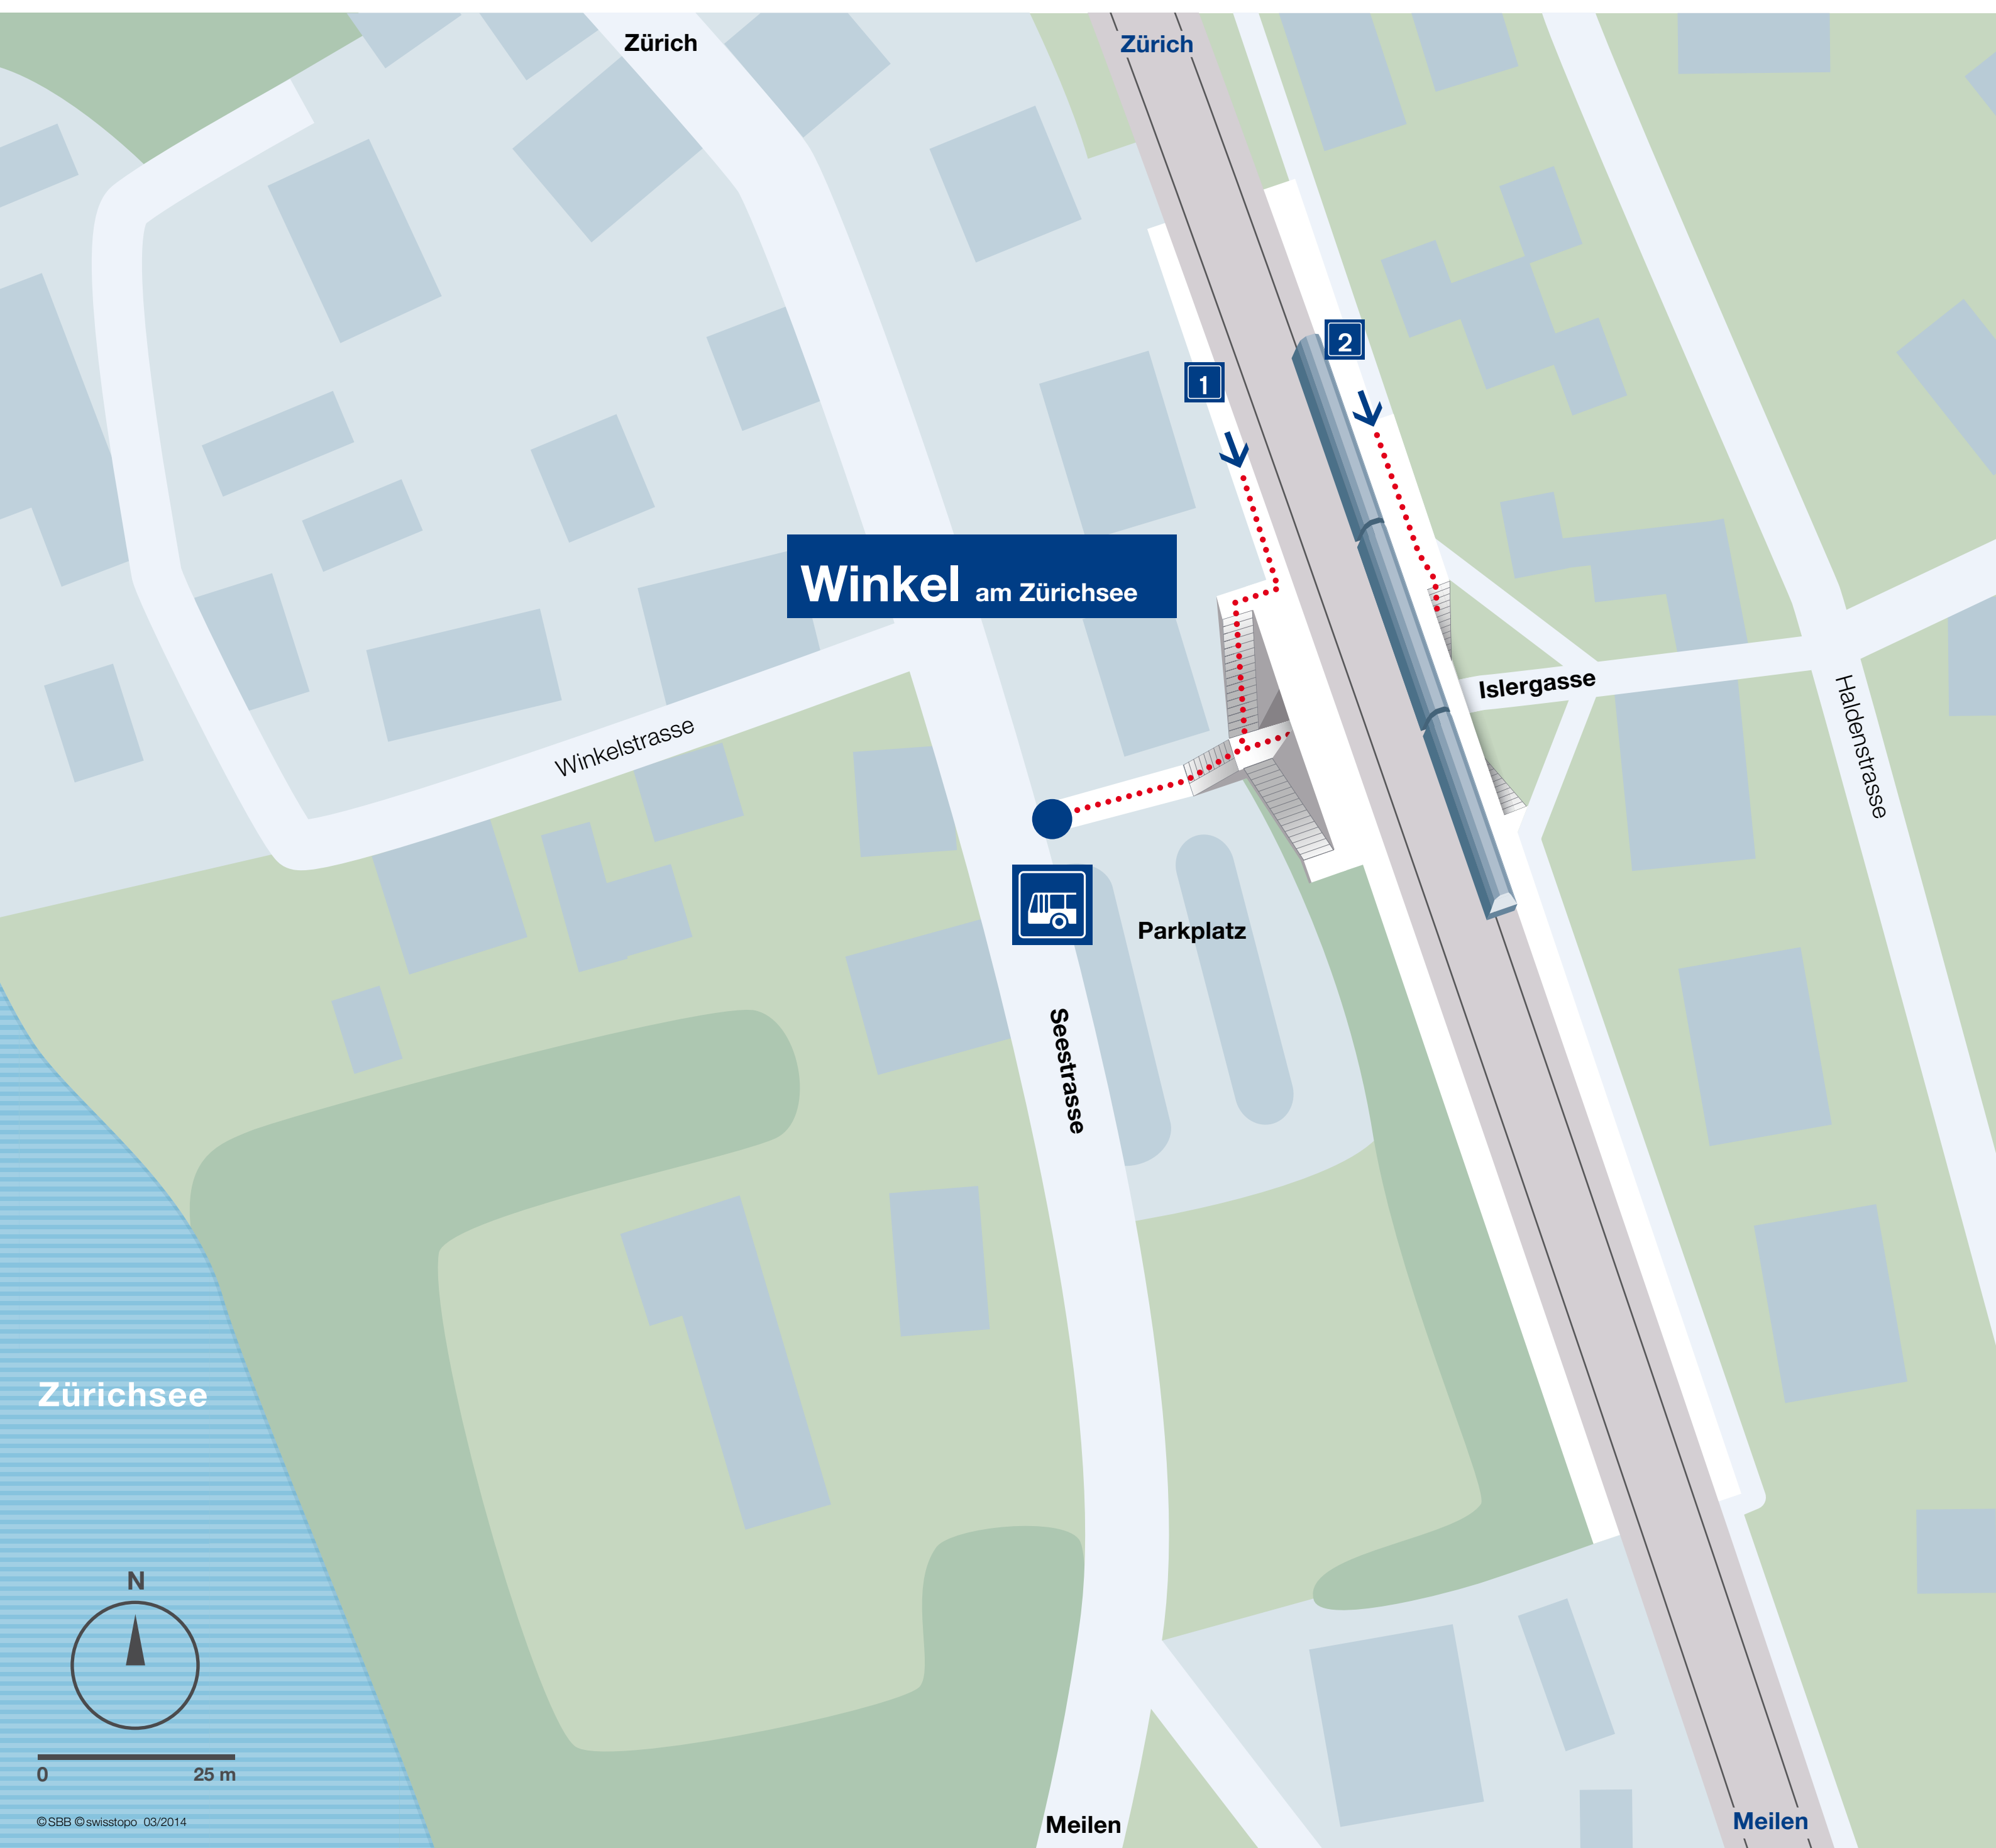 Zürich
Zürich
2
1
Winkel am Zürichsee
Islergasse
Haldenstrasse
Winkelstrasse
Parkplatz
Seestrasse
Zürichsee
N
0 25 m
©SBB ©swisstopo 03/2014
Meilen
Meilen